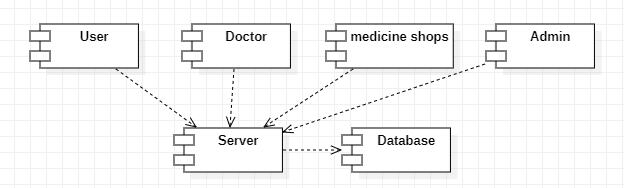 User
Doctor
medicine shops
Admin
Server
Database